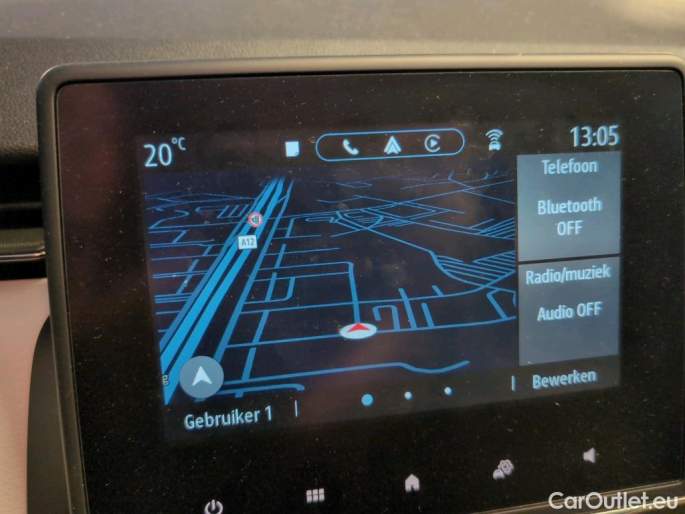 20°C
13:05
Telefoon
Bluetooth
OFF
A12
Radio/muziek
Audio OFF
Gebruiker 1
Bewerken
CarOutlet.eu